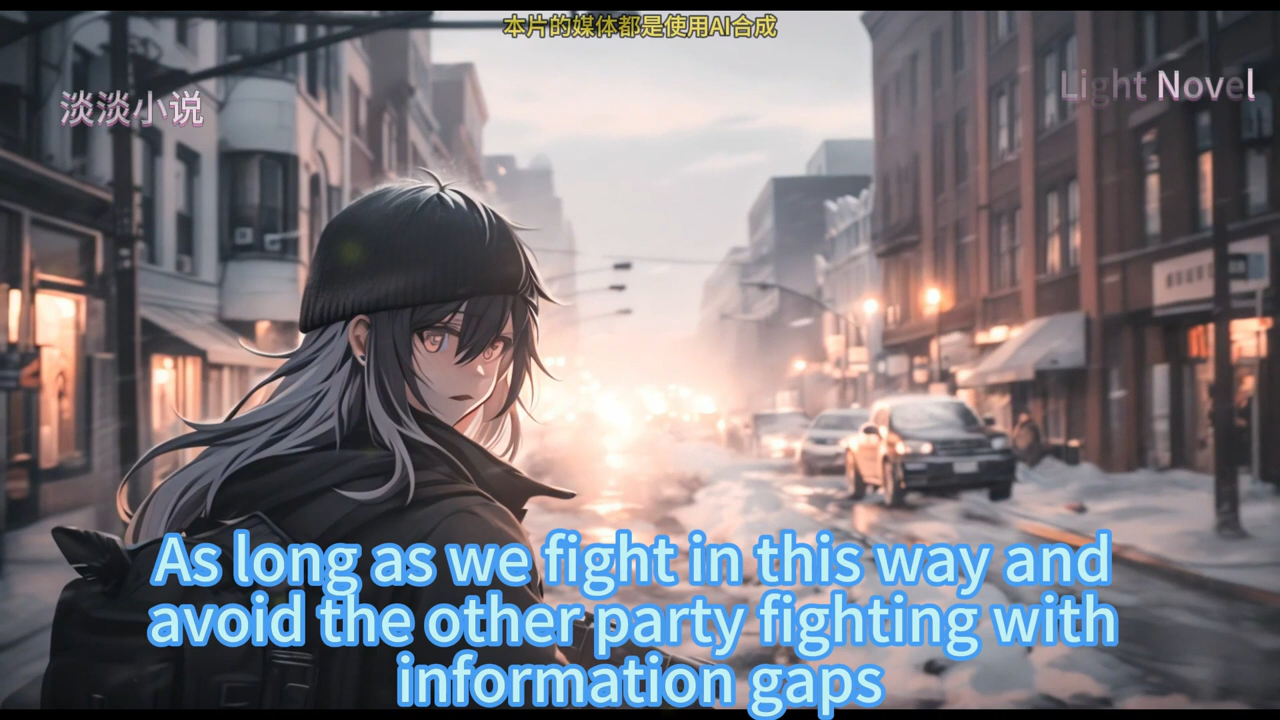 本片的媒体都是使用AI合成
淡淡小说
Light Novel
As long as we fight in this way and
avoid the other party fighting with
information gaps